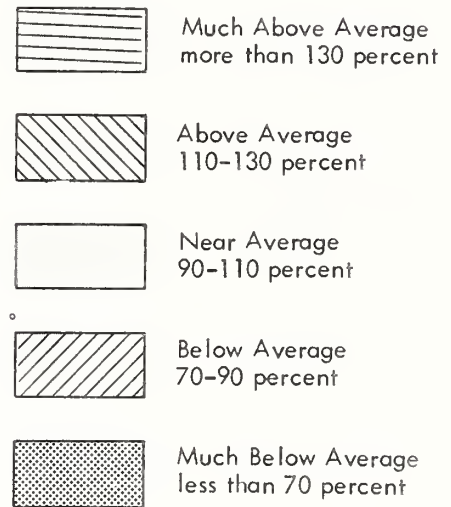 Much Above Average
more than 130 percent
Above Average
110-130 percent
Near Average
90-110 percent
Below Average
70-90 percent
Much Below Average
less than 70 percent